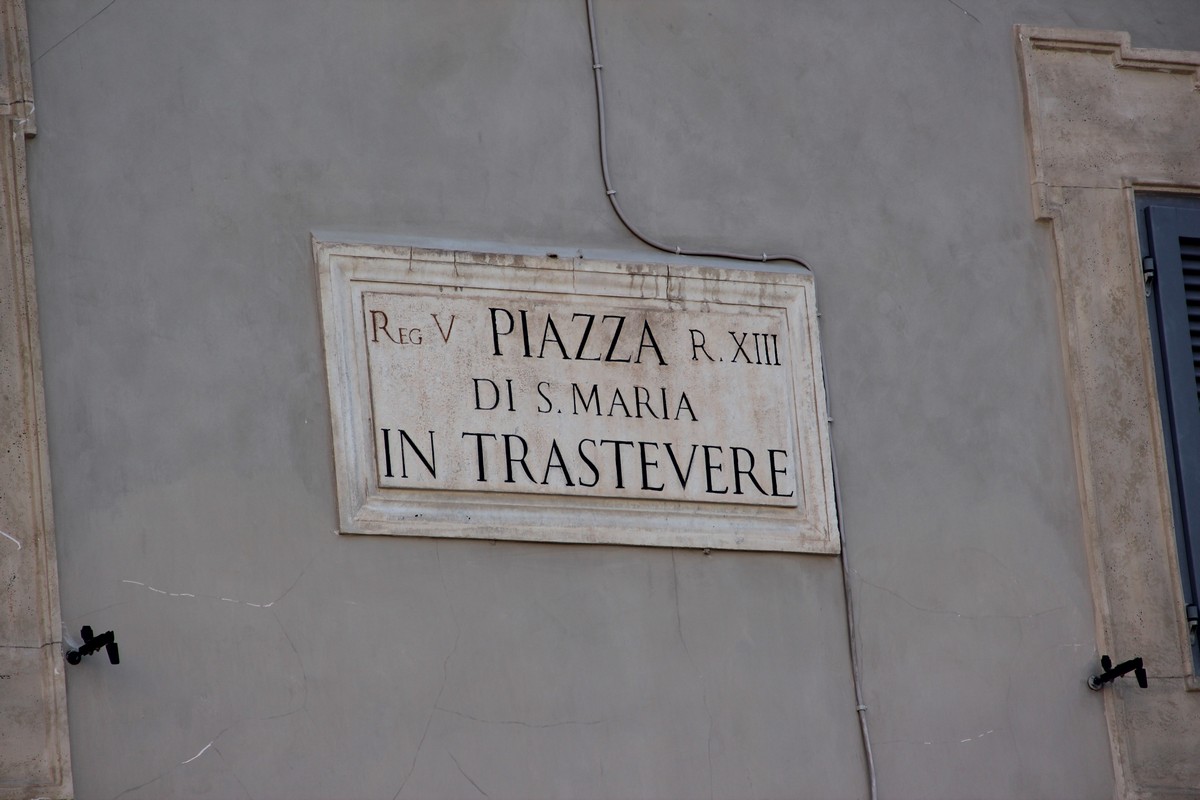 REG V PIAZZA R. XIII
DI S. MARIA
IN TRASTEVERE